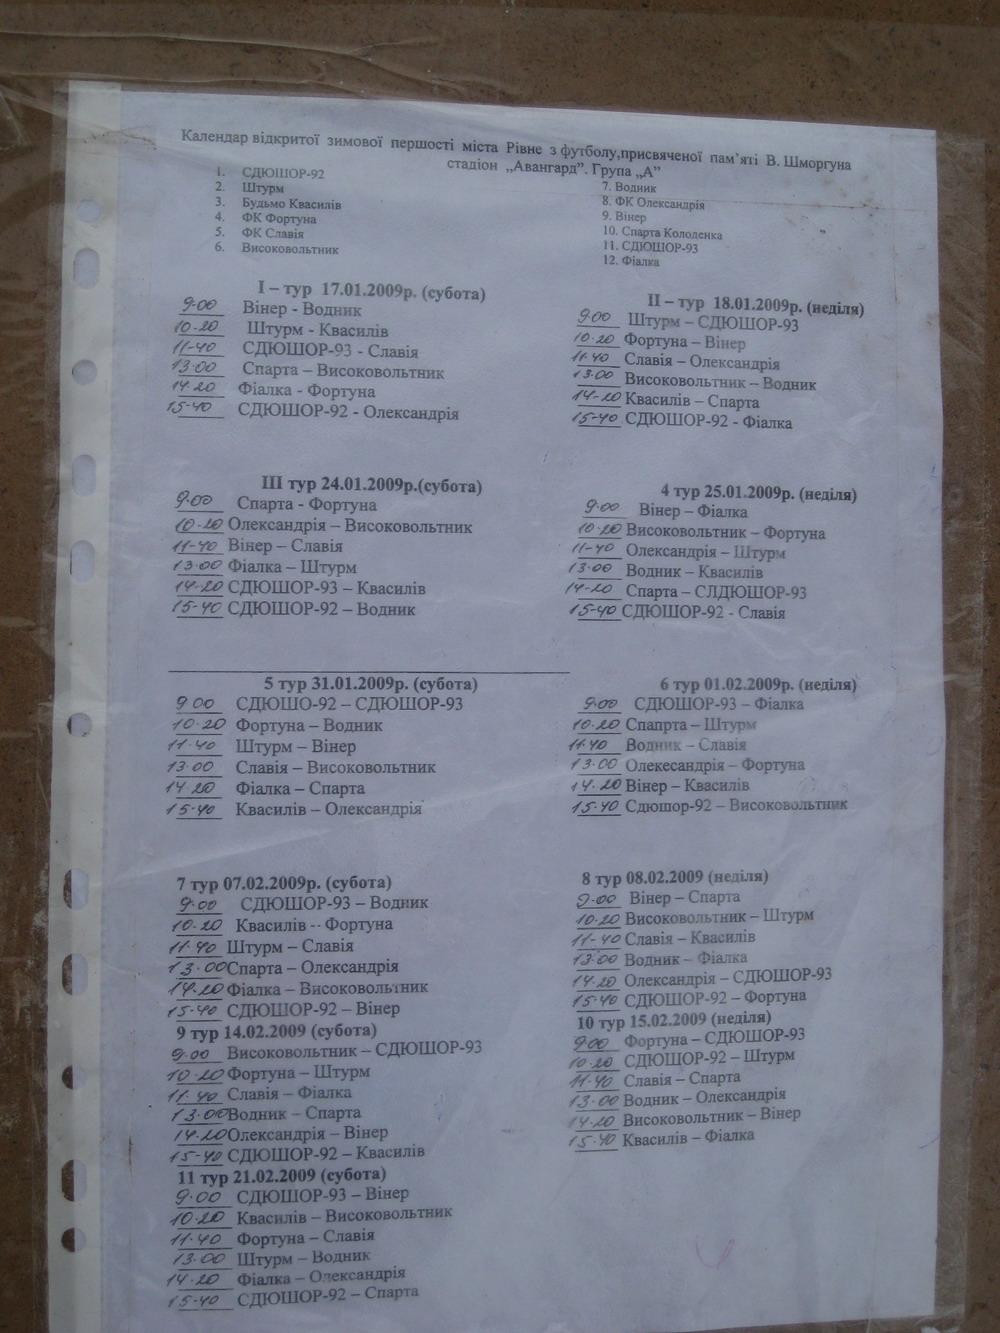 Календар відкритої зимової першості міста Рівне з футболу,присвяченої пам’яті В. Шморгуна
стадіон „Авангард”. Група „А”
1. СДЮШОР-92
2. Штурм
3. Будьмо Квасилів
4. ФК Фортуна
5. ФК Славія
6. Високовольтник
7. Водник
8. ФК Олександрія
9. Вінер
10. Спарта Колоденка
11. СДЮШОР-93
12. Фіалка
I – тур 17.01.2009р. (субота)
9-00 Вінер - Водник
10-20 Штурм - Квасилів
11-40 СДЮШОР-93 - Славія
13-00 Спарта – Високовольтник
14-20 Фіалка - Фортуна
15-40 СДЮШОР-92 - Олександрія
II – тур 18.01.2009р. (неділя)
9-00 Штурм – СДЮШОР-93
10-20 Фортуна – Вінер
11-40 Славія – Олександрія
13-00 Високовольтник – Водник
14-20 Квасилів – Спарта
15-40 СДЮШОР-92 - Фіалка
III тур 24.01.2009р.(субота)
9-00 Спарта - Фортуна
10-20 Олександрія – Високовольтник
11-40 Вінер – Славія
13-00 Фіалка – Штурм
14-20 СДЮШОР-93 – Квасилів
15-40 СДЮШОР-92 – Водник
4 тур 25.01.2009р. (неділя)
9-00 Вінер – Фіалка
10-20 Високовольтник – Фортуна
11-40 Олександрія – Штурм
13-00 Водник – Квасилів
14-20 Спарта – СЛДЮШОР-93
15-40 СДЮШОР-92 - Славія
5 тур 31.01.2009р. (субота)
9 00 СДЮШО-92 – СДЮШОР-93
10-20 Фортуна – Водник
11-40 Штурм – Вінер
13-00 Славія – Високовольтник
14-20 Фіалка – Спарта
15-40 Квасилів – Олександрія
6 тур 01.02.2009р. (неділя)
9-00 СДЮШОР-93 – Фіалка
10-20 Спапрта – Штурм
11-40 Водник – Славія
13-00 Олекесандрія – Фортуна
14-20 Вінер – Квасилів
15-40 Сдюшор-92 – Високовольтник
7 тур 07.02.2009р. (субота)
9-00 СДЮШОР-93 – Водник
10-20 Квасилів -- Фортуна
11-40 Штурм – Славія
13-00 Спарта – Олександрія
14-20 Фіалка – Високовольтник
15-40 СДЮШОР-92 – Вінер
8 тур 08.02.2009 (неділя)
9-00 Вінер – Спарта
10-20 Високовольтник – Штурм
11-40 Славія – Квасилів
13-00 Водник – Фіалка
14-20 Олександрія – СДЮШОР-93
15-40 СДЮШОР-92 – Фортуна
9 тур 14.02.2009 (субота)
9-00 Високовольтник – СДЮШОР-93
10-20 Фортуна – Штурм
11-40 Славія – Фіалка
13-00 Водник – Спарта
14-20 Олександрія – Вінер
15-40 СДЮШОР-92 – Квасилів
10 тур 15.02.2009 (неділя)
9-00 Фортуна – СДЮШОР-93
10-20 СДЮШОР-92 – Штурм
11-40 Славія – Спарта
13-00 Водник – Олександрія
14-20 Високовольтник – Вінер
15-40 Квасилів – Фіалка
11 тур 21.02.2009 (субота)
9-00 СДЮШОР-93 – Вінер
10-20 Квасилів – Високовольтник
11-40 Фортуна – Славія
13-00 Штурм – Водник
14-20 Фіалка – Олександрія
15-40 СДЮШОР-92 – Спарта